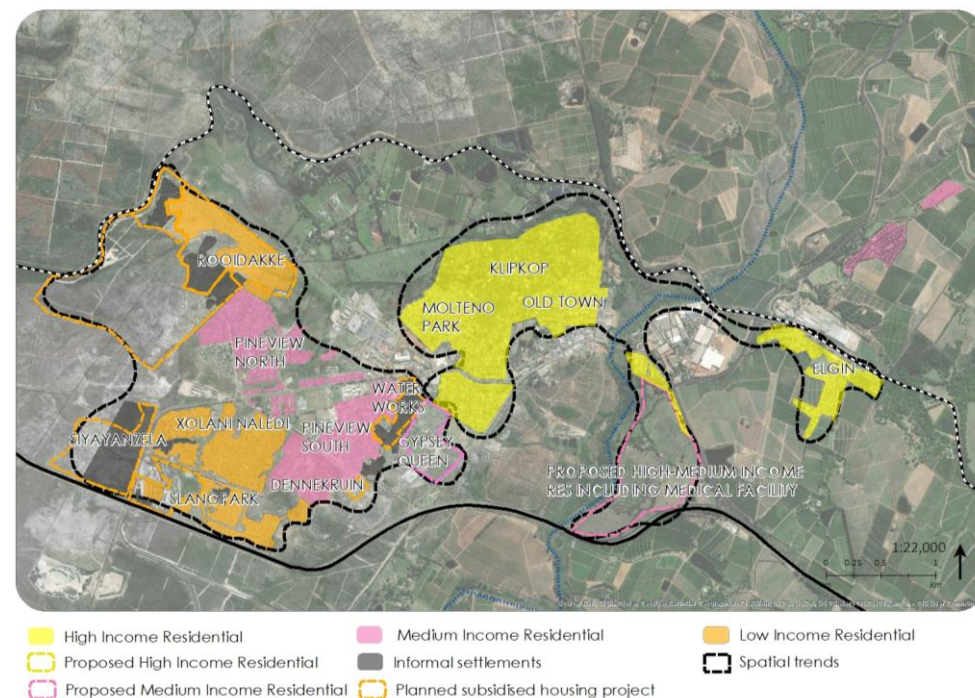 ROOIDAKKE
KLIPKOP
MOLTENO
PARK
OLD TOWN
PINEVIEW
NORTH
ELGIN
WATER
WORKS
XOLANI NALEDI
SIYAYANZELA
PINEVIEW
SOUTH
GYPSEY
QUEEN
DENNEKRUIN
SLANGPARK
PROPOSED HIGH-MEDIUM INCOME
RES INCLUDING MEDICAL FACILITY
1:22,000
0 0.25 0.5 1
Km
High Income Residential
Medium Income Residential
Low Income Residential
Proposed High Income Residential
Informal settlements
Spatial trends
Proposed Medium Income Residential
Planned subsidised housing project